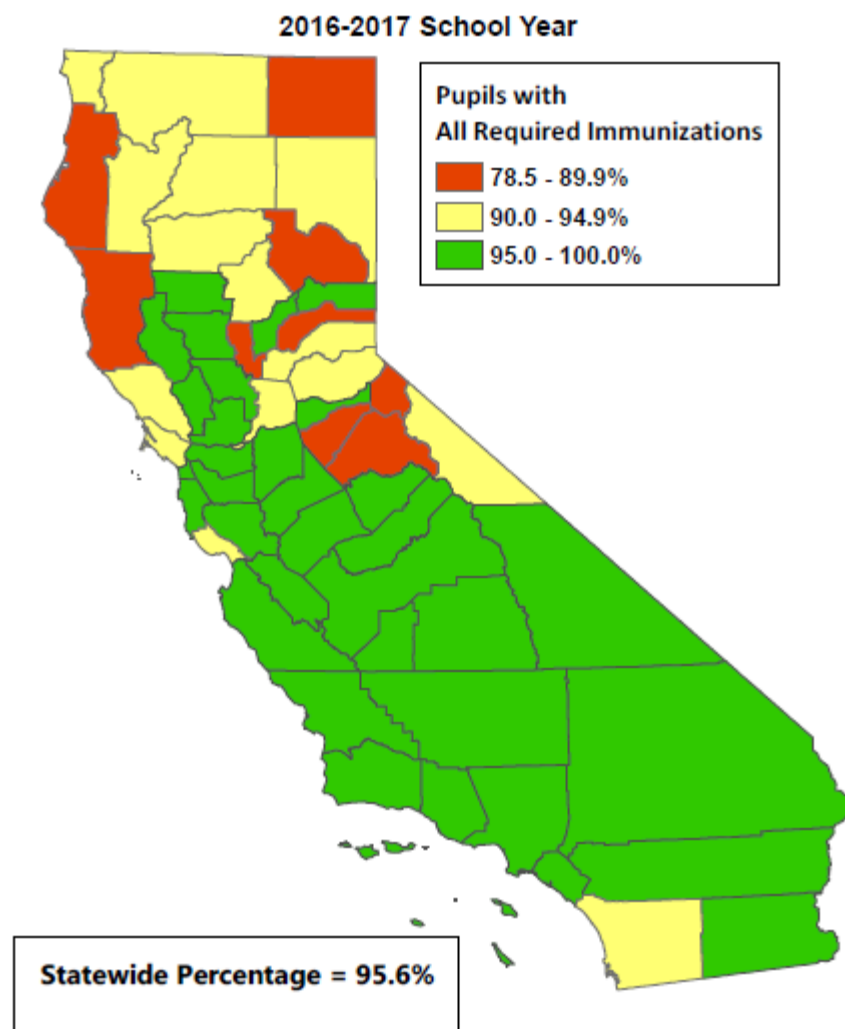 2016-2017 School Year
Pupils with
All Required Immunizations
78.5 - 89.9%
90.0 - 94.9%
95.0 - 100.0%
Statewide Percentage = 95.6%